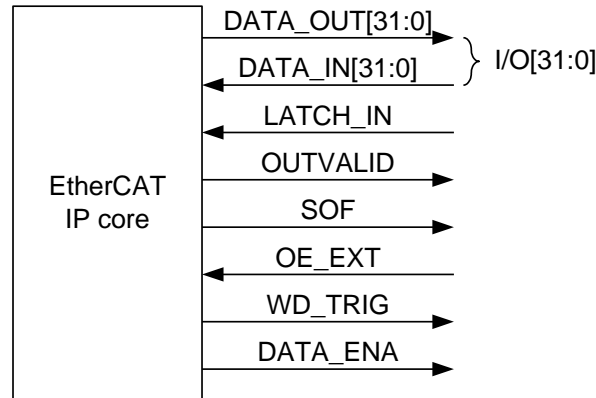 DATA_OUT[31:0]
I/O[31:0]
DATA_IN[31:0]
LATCH_IN
OUTVALID
EtherCAT
IP core
SOF
OE_EXT
WD_TRIG
DATA_ENA